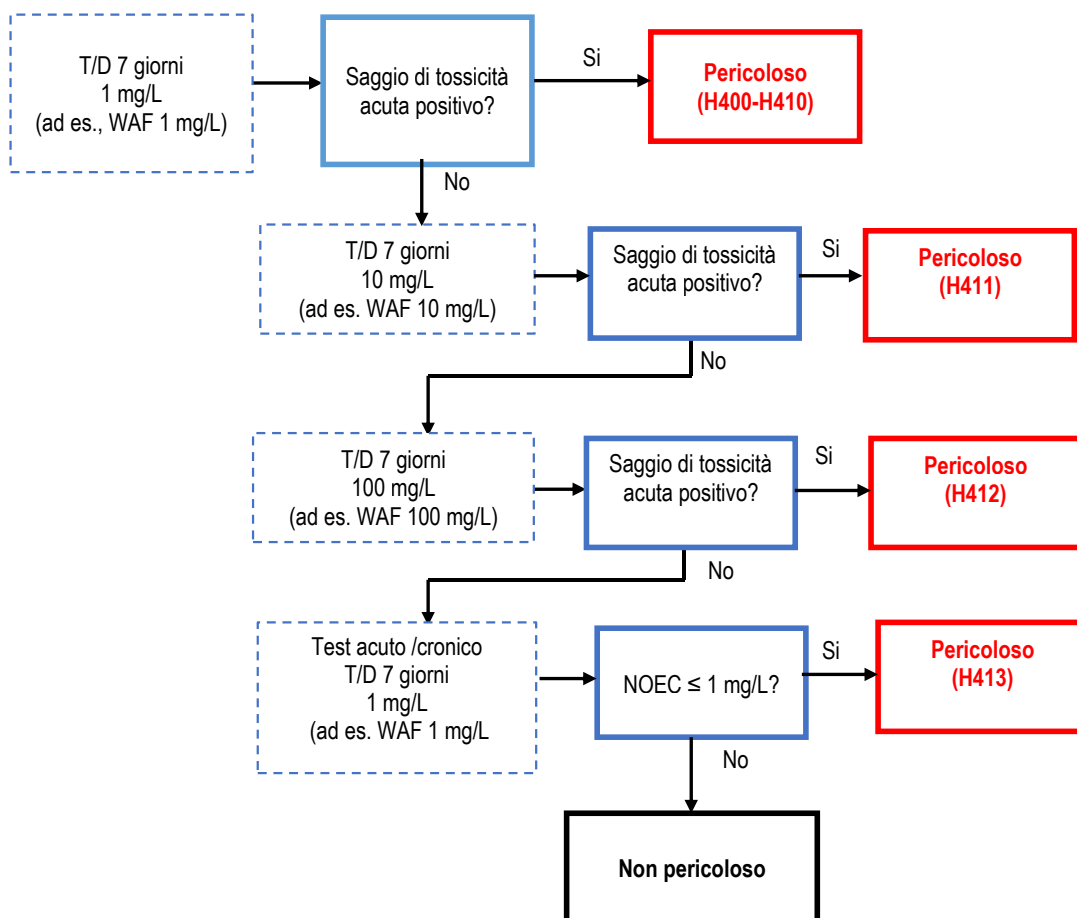 T/D 7 giorni
1 mg/L
(ad es., WAF 1 mg/L)
Saggio di tossicità
acuta positivo?
Si
Pericoloso
(H400-H410)
No
T/D 7 giorni
10 mg/L
(ad es. WAF 10 mg/L)
Saggio di tossicità
acuta positivo?
Si
Pericoloso
(H411)
No
T/D 7 giorni
100 mg/L
(ad es. WAF 100 mg/L)
Saggio di tossicità
acuta positivo?
Si
Pericoloso
(H412)
No
Test acuto /cronico
T/D 7 giorni
1 mg/L
(ad es. WAF 1 mg/L
NOEC ≤ 1 mg/L?
Si
Pericoloso
(H413)
No
Non pericoloso